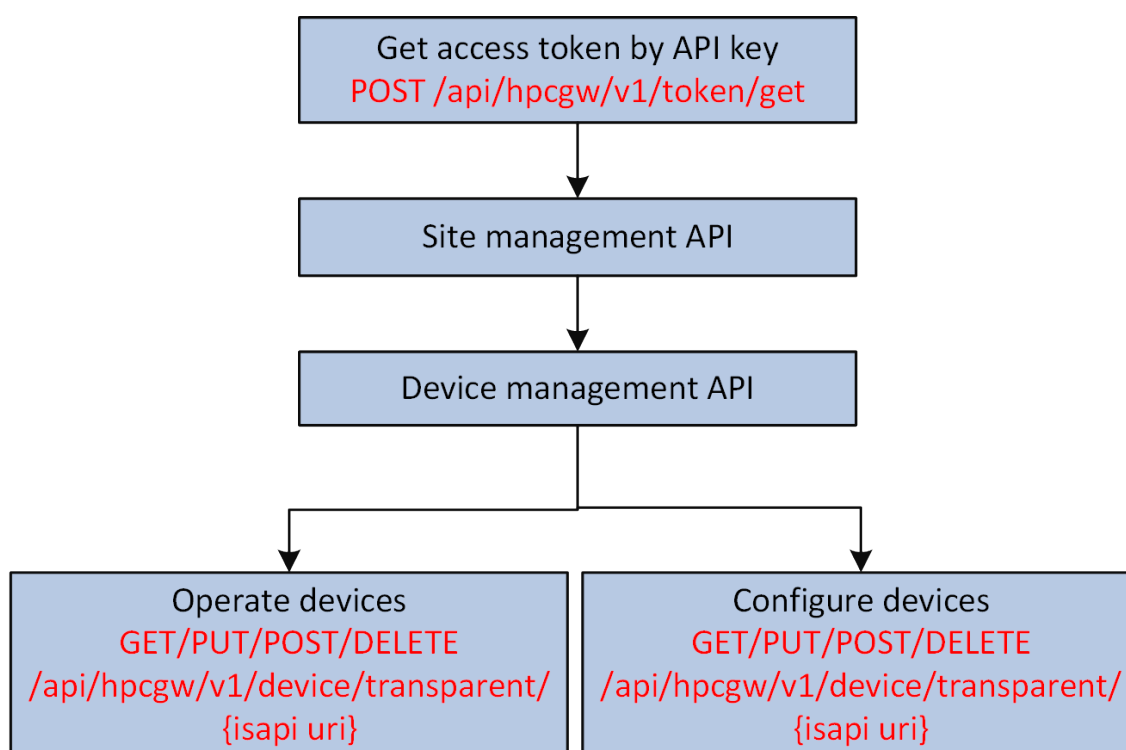 Get access token by API key
POST /api/hpcgw/v1/token/get
Site management API
Device management API
Operate devices
GET/PUT/POST/DELETE
/api/hpcgw/v1/device/transparent/
{isapi uri}
Configure devices
GET/PUT/POST/DELETE
/api/hpcgw/v1/device/transparent/
{isapi uri}